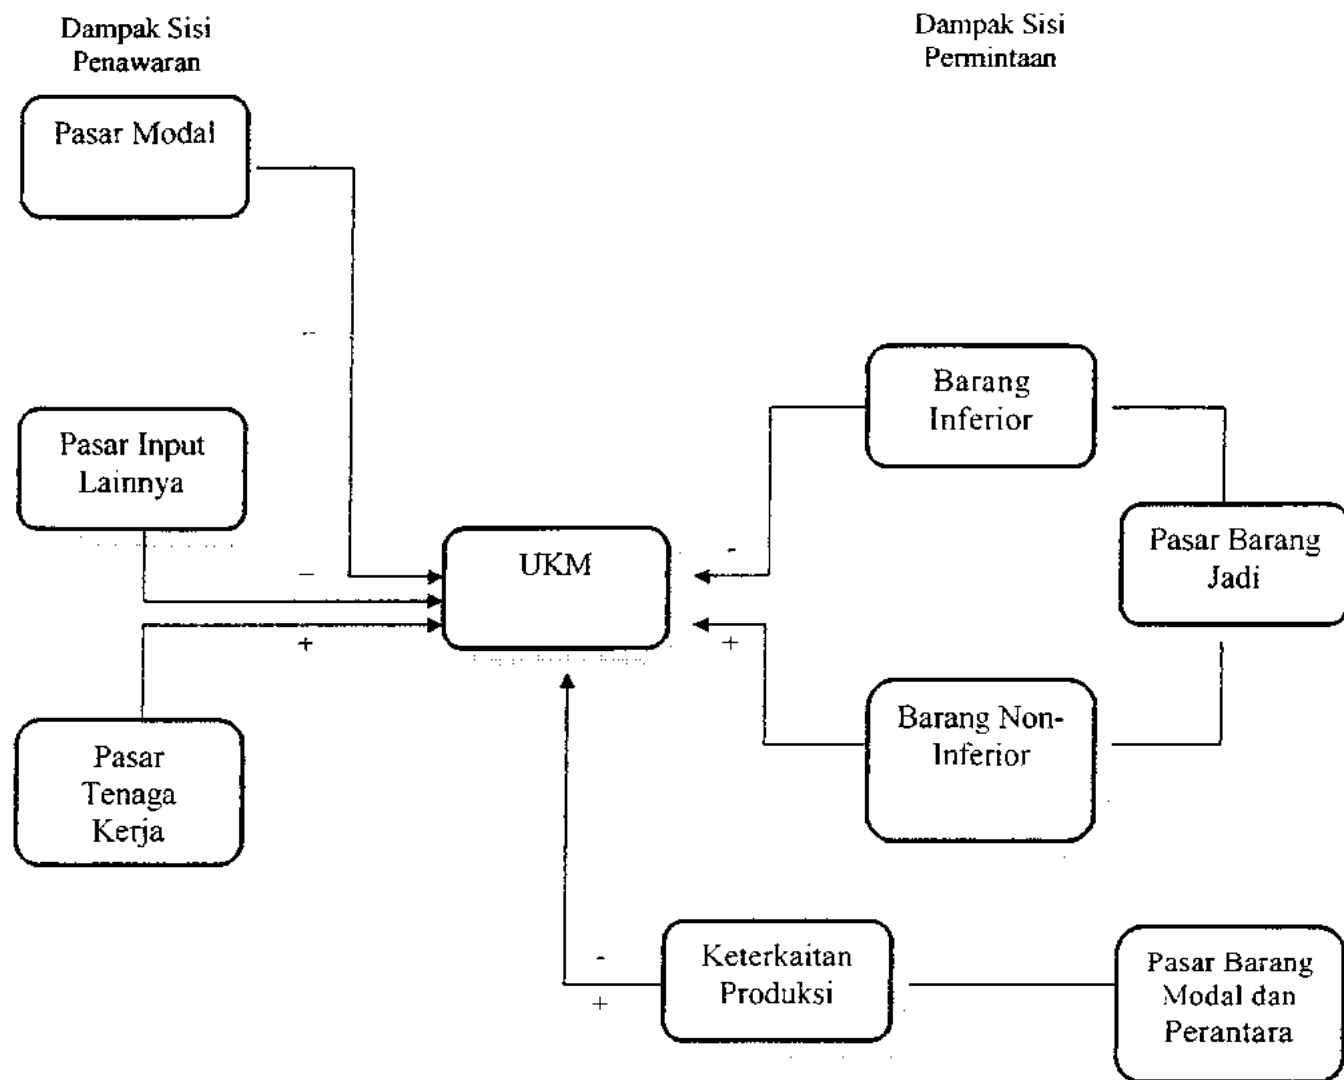 Dampak Sisi
Penawaran
Dampak Sisi
Permintaan
Pasar Modal
-
Barang
Inferior
Pasar Input
Lainnya
Pasar Barang
Jadi
UKM
-
–
+
+
Barang Non-
Inferior
Pasar
Tenaga
Kerja
Keterkaitan
Produksi
-
+
Pasar Barang
Modal dan
Perantara